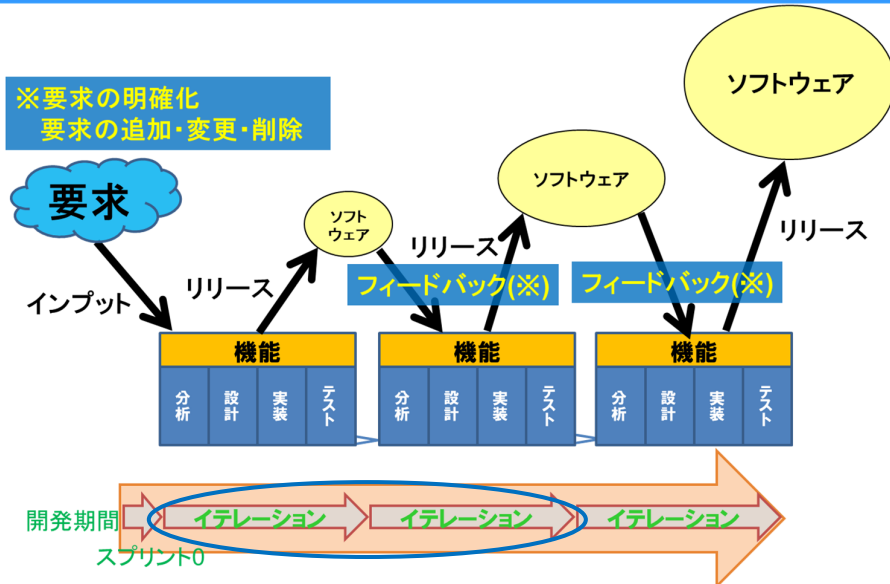 ※要求の明確化
要求の追加・変更・削除
要求
インプット
リリース
ソフト
ウェア
フィードバック(※)
リリース
ソフトウェア
フィードバック(※)
リリース
ソフトウェア
機能
分析
設計
実装
テスト
機能
分析
設計
実装
テスト
機能
分析
設計
実装
テスト
開発期間
イテレーション
イテレーション
イテレーション
スプリント0